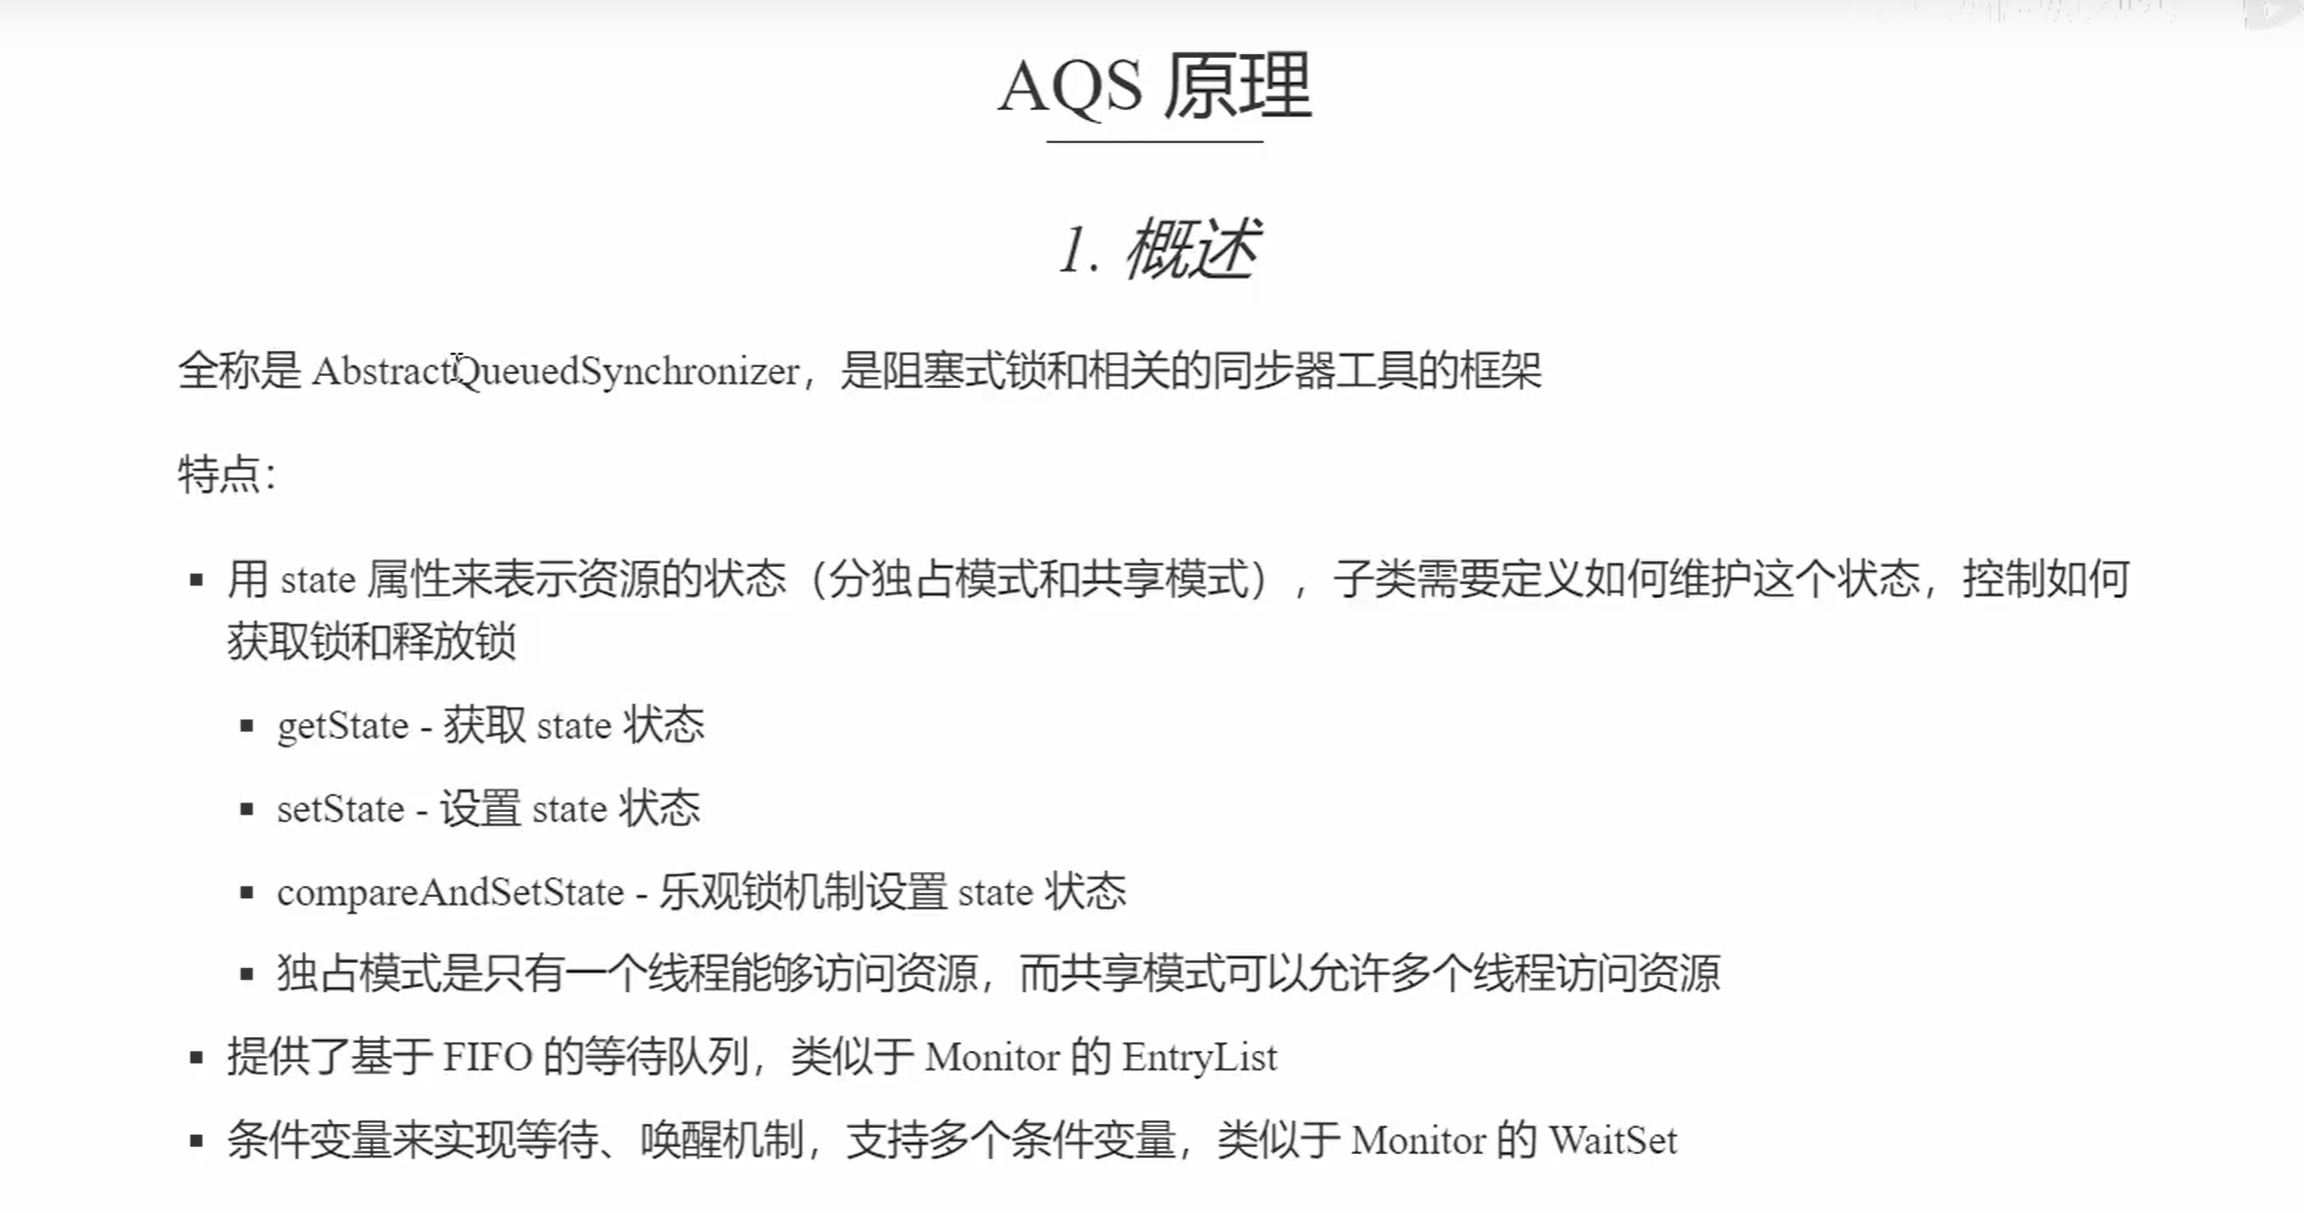 AQS 原理
1. 概述
全称是 AbstractQueuedSynchronizer，是阻塞式锁和相关的同步器工具的框架
特点：
▪ 用 state 属性来表示资源的状态（分独占模式和共享模式），子类需要定义如何维护这个状态，控制如何
获取锁和释放锁
▪ getState - 获取 state 状态
▪ setState - 设置 state 状态
▪ compareAndSetState - 乐观锁机制设置 state 状态
▪ 独占模式是只有一个线程能够访问资源，而共享模式可以允许多个线程访问资源
▪ 提供了基于 FIFO 的等待队列，类似于 Monitor 的 EntryList
▪ 条件变量来实现等待、唤醒机制，支持多个条件变量，类似于 Monitor 的 WaitSet